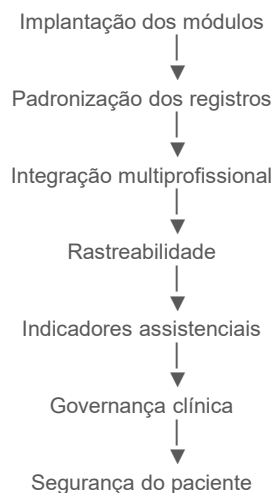 Implantação dos módulos
Padronização dos registros
Integração multiprofissional
Rastreabilidade
Indicadores assistenciais
Governança clínica
Segurança do paciente